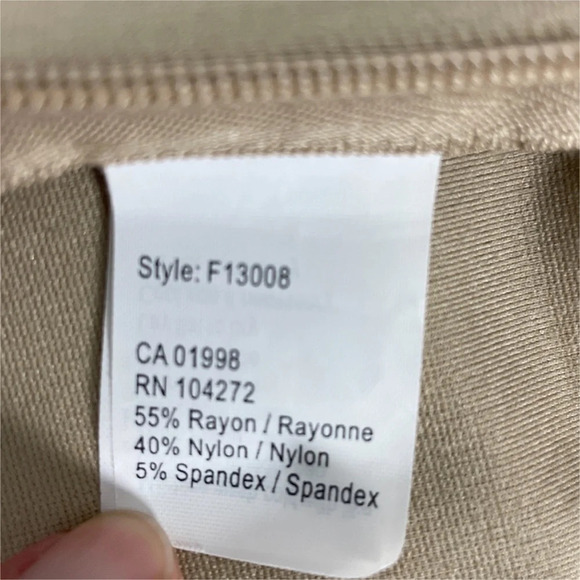 Style: F13008
CA 01998
RN 104272
55% Rayon / Rayonne
40% Nylon / Nylon
5% Spandex / Spandex